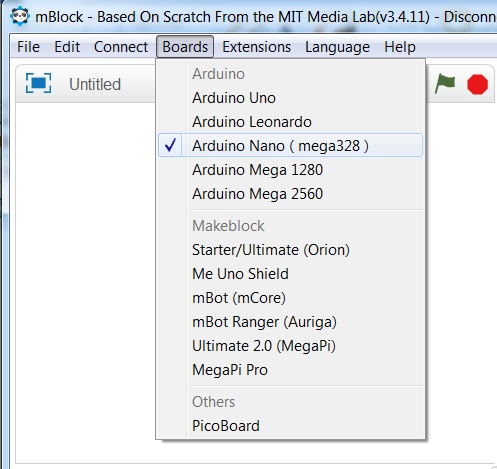 mBlock - Based On Scratch From the MIT Media Lab(v3.4.11) - Disconn
File Edit Connect Boards Extensions Language Help
Untitled
Arduino
Arduino Uno
Arduino Leonardo
Arduino Nano ( mega328 )
Arduino Mega 1280
Arduino Mega 2560
Makeblock
Starter/Ultimate (Orion)
Me Uno Shield
mBot (mCore)
mBot Ranger (Auriga)
Ultimate 2.0 (MegaPi)
MegaPi Pro
Others
PicoBoard